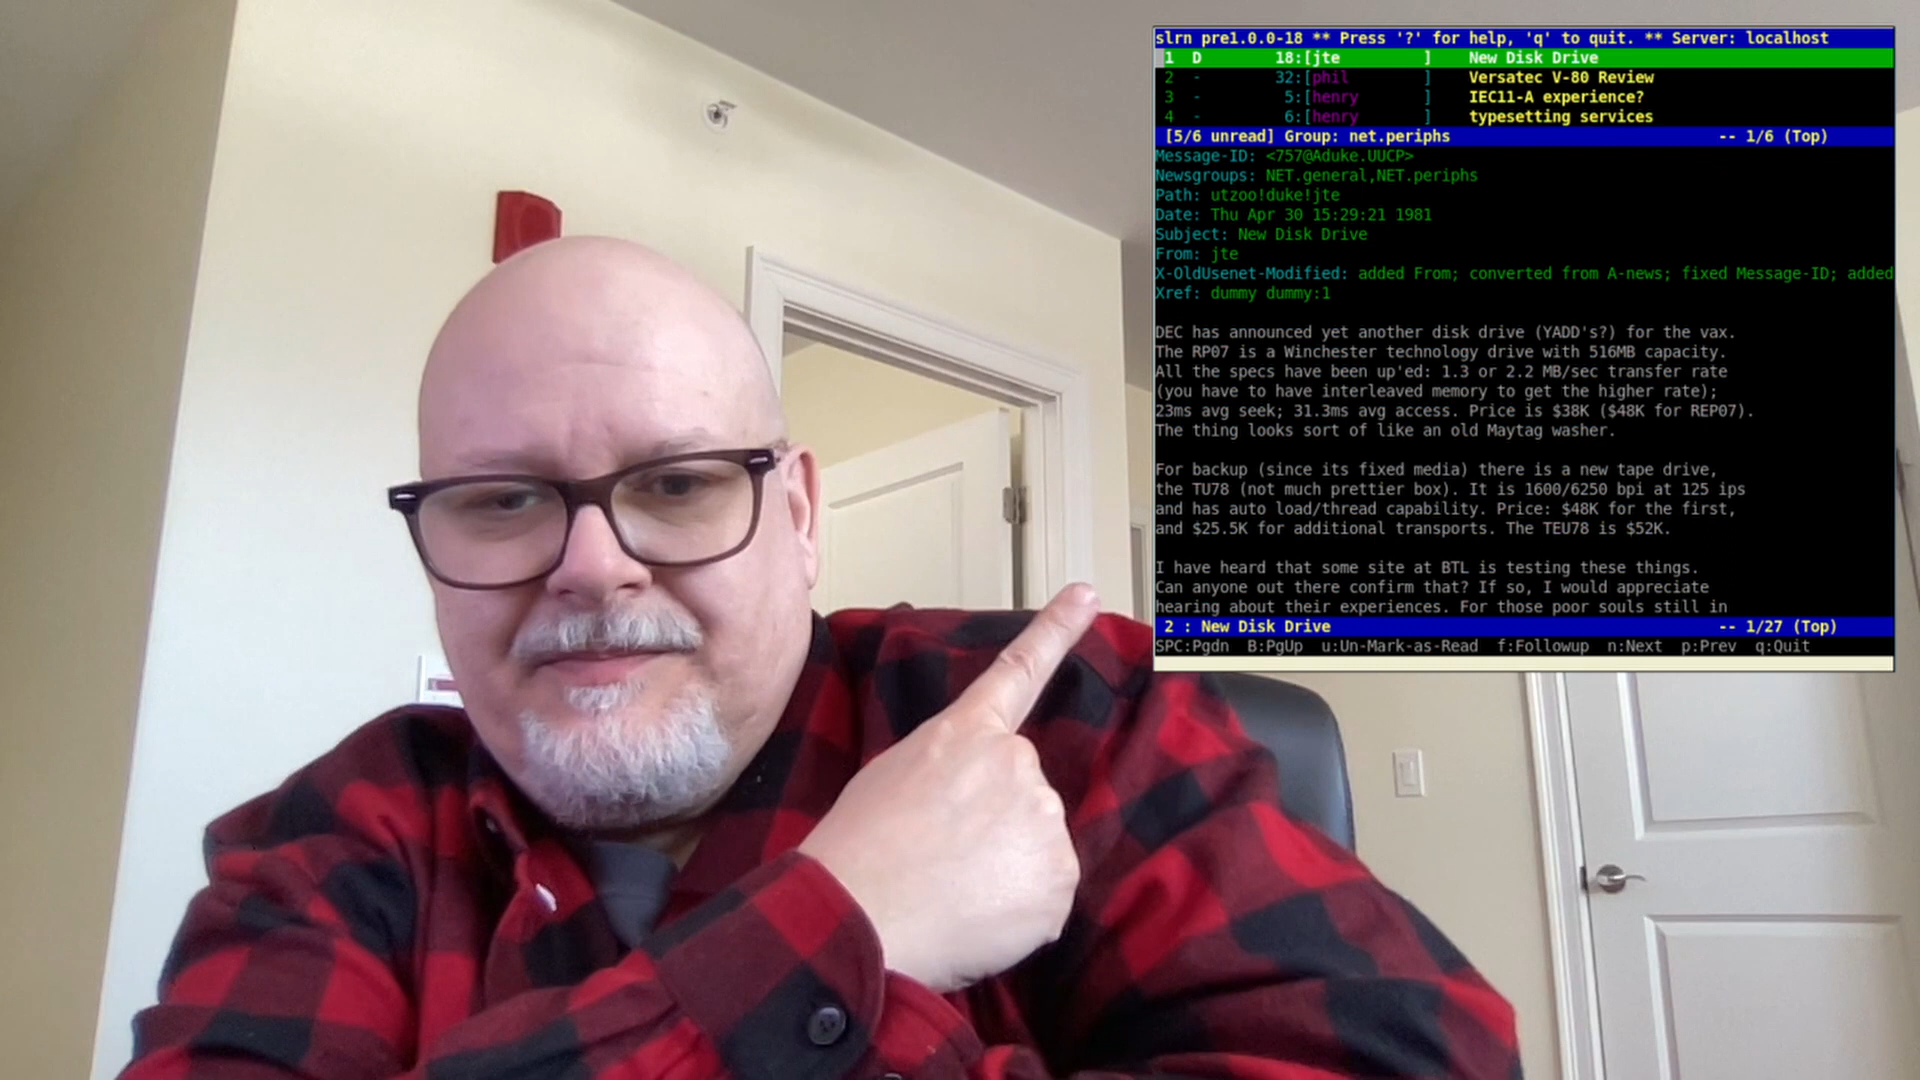 slrn pre1.0.0-18 ** Press '?' for help, 'q' to quit. ** Server: localhost
1 D 18:[jte ] New Disk Drive
2 - 32:[phil ] Versatec V-80 Review
3 - 5:[henry ] IEC11-A experience?
4 - 6:[henry ] typesetting services
[5/6 unread] Group: net.periphs -- 1/6 (Top)
Message-ID: <757@Aduke.UUCP>
Newsgroups: NET.general,NET.periphs
Path: utzoo!duke!jte
Date: Thu Apr 30 15:29:21 1981
Subject: New Disk Drive
From: jte
X-OldUsenet-Modified: added From; converted from A-news; fixed Message-ID; added
Xref: dummy dummy:1
DEC has announced yet another disk drive (YADD's?) for the vax.
The RP07 is a Winchester technology drive with 516MB capacity.
All the specs have been up'ed: 1.3 or 2.2 MB/sec transfer rate
(you have to have interleaved memory to get the higher rate);
23ms avg seek; 31.3ms avg access. Price is $38K ($48K for REP07).
The thing looks sort of like an old Maytag washer.
For backup (since its fixed media) there is a new tape drive,
the TU78 (not much prettier box). It is 1600/6250 bpi at 125 ips
and has auto load/thread capability. Price: $48K for the first,
and $25.5K for additional transports. The TEU78 is $52K.
I have heard that some site at BTL is testing these things.
Can anyone out there confirm that? If so, I would appreciate
hearing about their experiences. For those poor souls still in
2 : New Disk Drive -- 1/27 (Top)
SPC:Pgdn B:PgUp u:Un-Mark-as-Read f:Followup n:Next p:Prev q:Quit